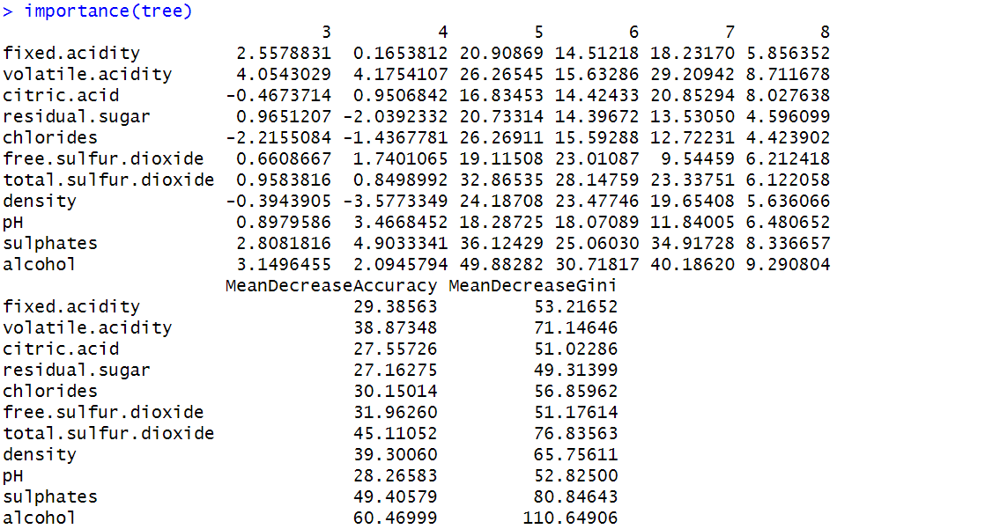 > importance(tree)
3 4 5 6 7 8
fixed.acidity 2.5578831 0.1653812 20.90869 14.51218 18.23170 5.856352
volatile.acidity 4.0543029 4.1754107 26.26545 15.63286 29.20942 8.711678
citric.acid -0.4673714 0.9506842 16.83453 14.42433 20.85294 8.027638
residual.sugar 0.9651207 -2.0392332 20.73314 14.39672 13.53050 4.596099
chlorides -2.2155084 -1.4367781 26.26911 15.59288 12.72231 4.423902
free.sulfur.dioxide 0.6608667 1.7401065 19.11508 23.01087 9.54459 6.212418
total.sulfur.dioxide 0.9583816 0.8498992 32.86535 28.14759 23.33751 6.122058
density -0.3943905 -3.5773349 24.18708 23.47746 19.65408 5.636066
pH 0.8979586 3.4668452 18.28725 18.07089 11.84005 6.480652
sulphates 2.8081816 4.9033341 36.12429 25.06030 34.91728 8.336657
alcohol 3.1496455 2.0945794 49.88282 30.71817 40.18620 9.290804
MeanDecreaseAccuracy MeanDecreaseGini
fixed.acidity 29.38563 53.21652
volatile.acidity 38.87348 71.14646
citric.acid 27.55726 51.02286
residual.sugar 27.16275 49.31399
chlorides 30.15014 56.85962
free.sulfur.dioxide 31.96260 51.17614
total.sulfur.dioxide 45.11052 76.83563
density 39.30060 65.75611
pH 28.26583 52.82500
sulphates 49.40579 80.84643
alcohol 60.46999 110.64906